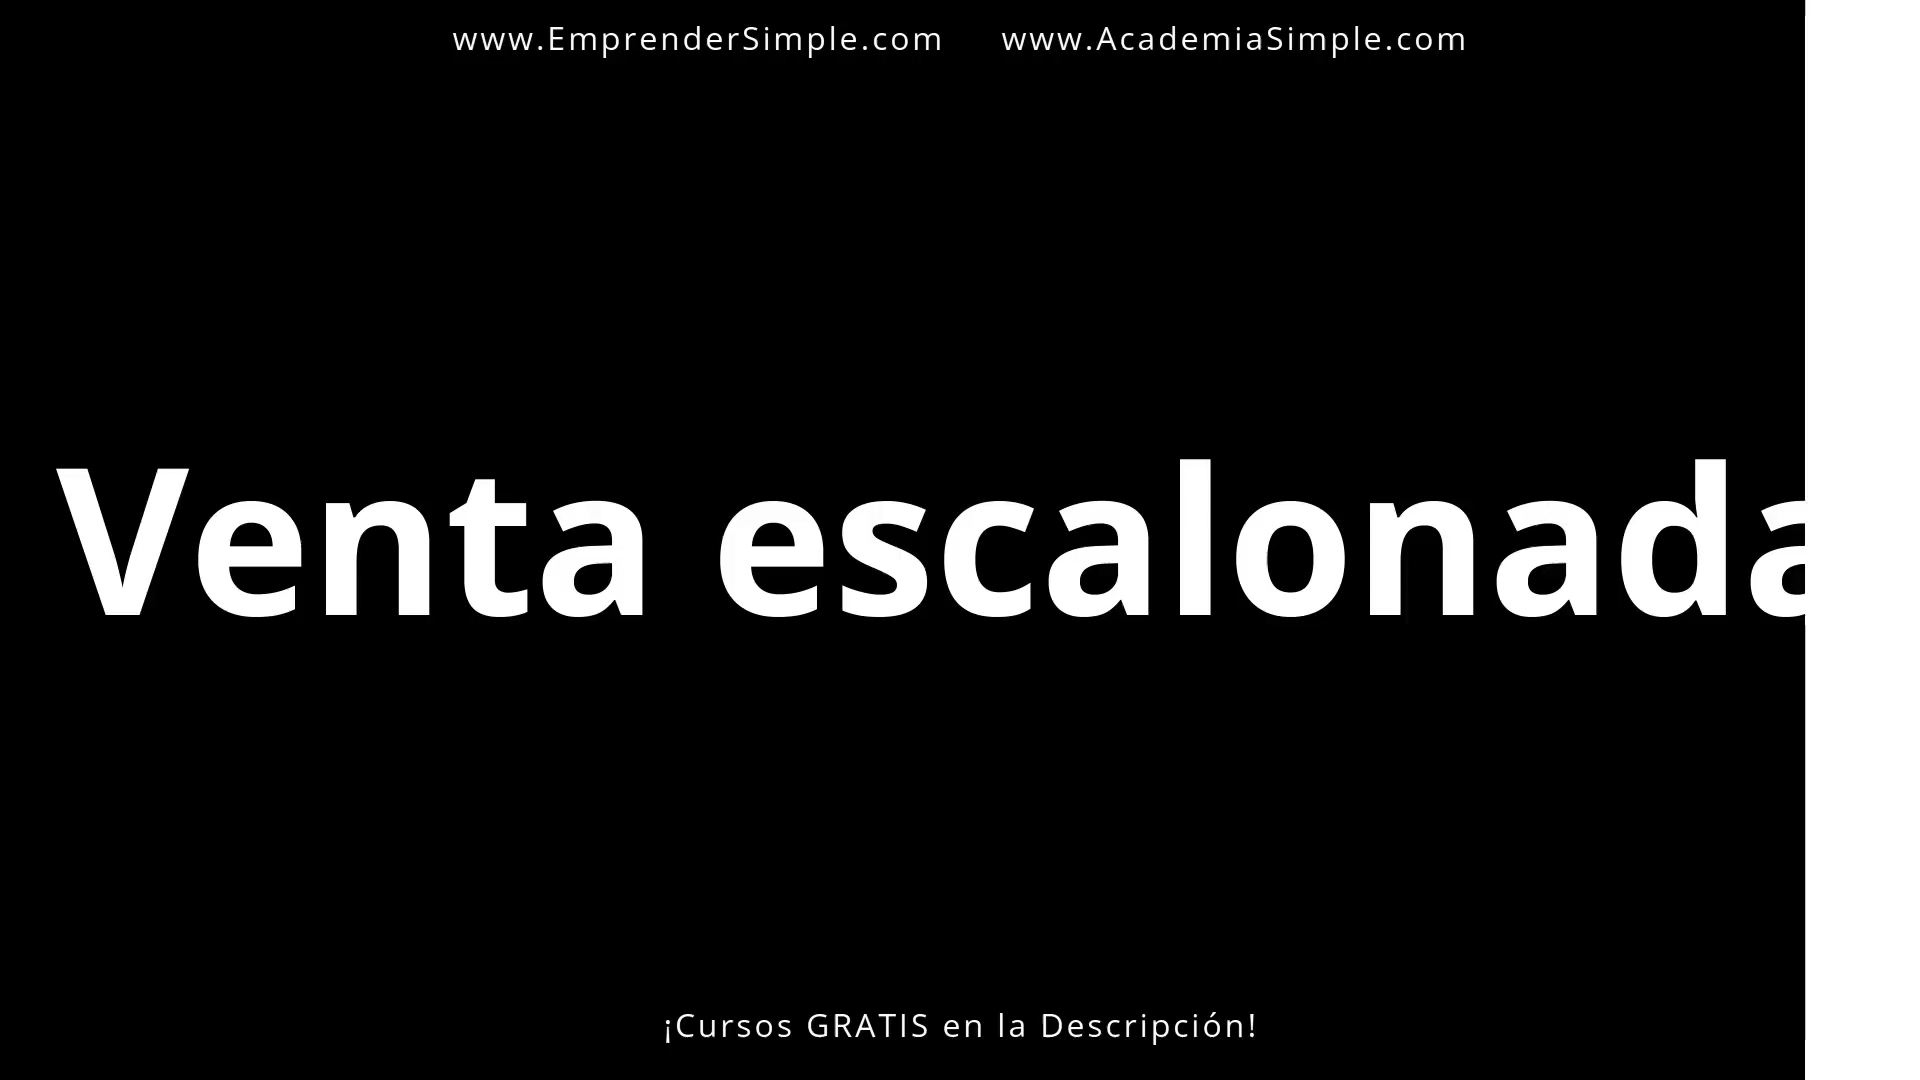 www.EmprenderSimple.com www.AcademiaSimple.com
Venta escalonada
¡Cursos GRATIS en la Descripción!